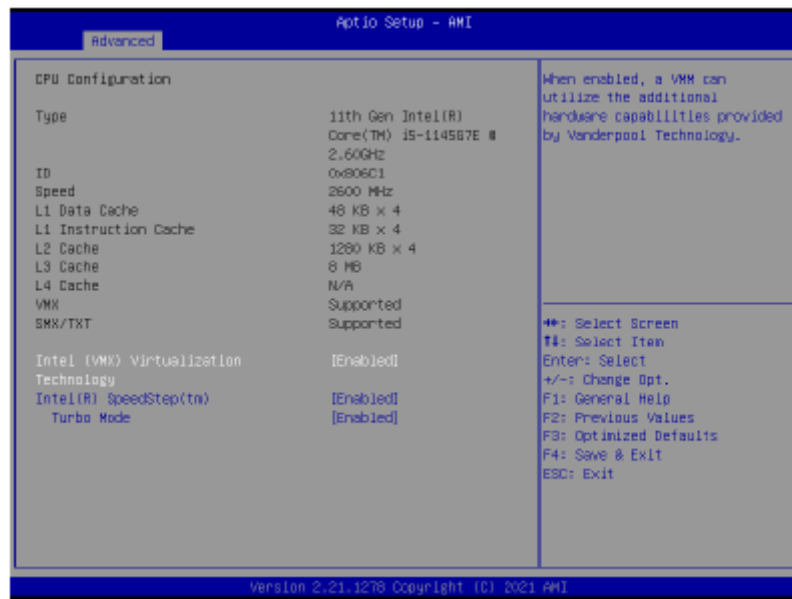 Aptio Setup - AMI
Advanced
CPU Configuration
Type 11th Gen Intel(R)
Core(TM) i5-1145G7E @
2.60GHz
ID 0x806C1
Speed 2600 MHz
L1 Data Cache 48 KB x 4
L1 Instruction Cache 32 KB x 4
L2 Cache 1280 KB x 4
L3 Cache 8 MB
L4 Cache N/A
VMX Supported
SMX/TXT Supported
Intel (VMX) Virtualization [Enabled]
Technology
Intel(R) SpeedStep(tm) [Enabled]
Turbo Mode [Enabled]
When enabled, a VMM can
utilize the additional
hardware capabilities provided
by Vanderpool Technology.
→←: Select Screen
↑↓: Select Item
Enter: Select
+/-: Change Opt.
F1: General Help
F2: Previous Values
F3: Optimized Defaults
F4: Save & Exit
ESC: Exit
Version 2.21.1278 Copyright (C) 2021 AMI